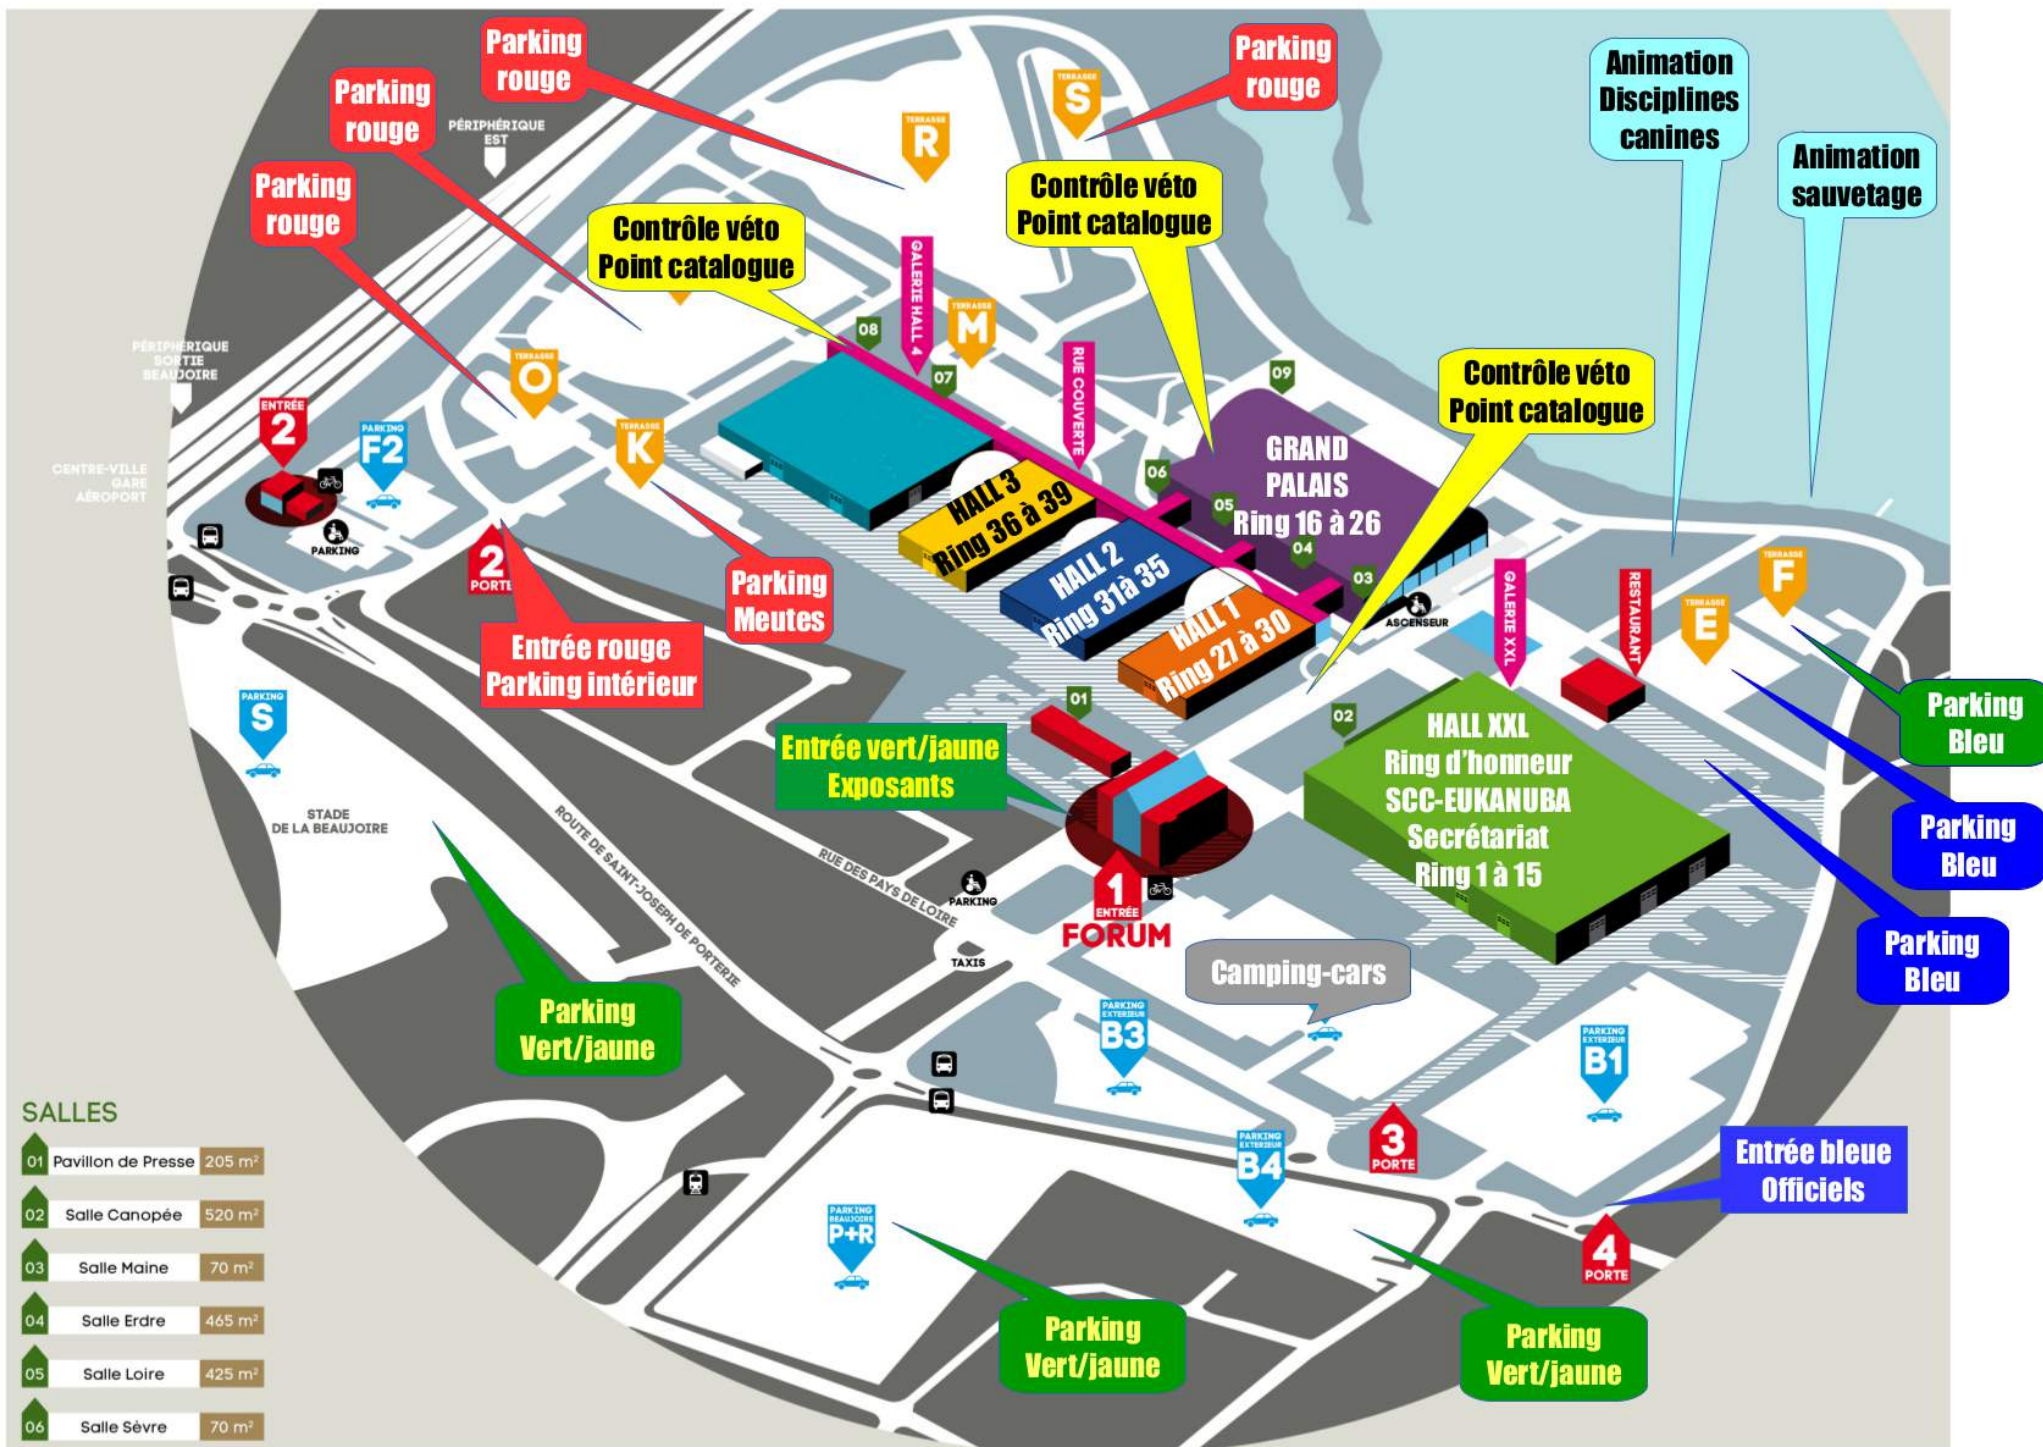 Parking
rouge
Parking
rouge
Parking
rouge
Parking
rouge
PÉRIPHÉRIQUE
EST
TERRASSE
R
TERRASSE
S
Animation
Disciplines
canines
Animation
sauvetage
Contrôle véto
Point catalogue
Contrôle véto
Point catalogue
Contrôle véto
Point catalogue
PÉRIPHÉRIQUE
SORTIE
BEAUJOIRE
CENTRE-VILLE
GARE
AÉROPORT
ENTRÉE
2
PARKING
F2
PARKING
TERRASSE
O
TERRASSE
K
TERRASSE
M
GALERIE HALL 4
RUE COUVERTE
08
07
09
06
05
04
03
GRAND
PALAIS
Ring 16 à 26
HALL 3
Ring 36 à 39
HALL 2
Ring 31à 35
HALL 1
Ring 27 à 30
2
PORTE
Entrée rouge
Parking intérieur
Parking
Meutes
ASCENSEUR
GALERIE XXL
RESTAURANT
TERRASSE
E
TERRASSE
F
Parking
Bleu
Parking
Bleu
Parking
Bleu
PARKING
S
STADE
DE LA BEAUJOIRE
01
02
Entrée vert/jaune
Exposants
HALL XXL
Ring d'honneur
SCC-EUKANUBA
Secrétariat
Ring 1 à 15
ROUTE DE SAINT-JOSEPH DE PORTERIE
RUE DES PAYS DE LOIRE
PARKING
TAXIS
1
ENTRÉE
FORUM
Camping-cars
Parking
Vert/jaune
PARKING
EXTERIEUR
B3
PARKING
EXTERIEUR
B1
PARKING
EXTERIEUR
B4
3
PORTE
Entrée bleue
Officiels
4
PORTE
PARKING
BEAUJOIRE
P+R
Parking
Vert/jaune
Parking
Vert/jaune
SALLES
01 Pavillon de Presse 205 m²
02 Salle Canopée 520 m²
03 Salle Maine 70 m²
04 Salle Erdre 465 m²
05 Salle Loire 425 m²
06 Salle Sèvre 70 m²